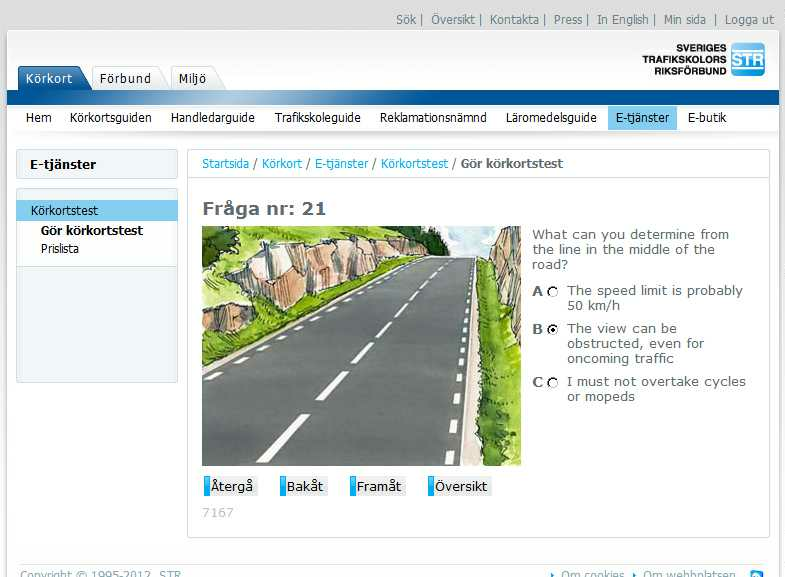 Sök | Översikt | Kontakta | Press | In English | Min sida | Logga ut
SVERIGES
TRAFIKSKOLORS
RIKSFÖRBUND
STR
Körkort Förbund Miljö
Hem Körkortsguiden Handledarguide Trafikskoleguide Reklamationsnämnd Läromedelsguide E-tjänster E-butik
E-tjänster
Körkortstest
Gör körkortstest
Prislista
Startsida / Körkort / E-tjänster / Körkortstest / Gör körkortstest
Fråga nr: 21
What can you determine from
the line in the middle of the
road?
A The speed limit is probably
50 km/h
B The view can be
obstructed, even for
oncoming traffic
C I must not overtake cycles
or mopeds
Återgå Bakåt Framåt Översikt
7167
Copyright © 1995-2012, STR Om cookies Om webbplatsen